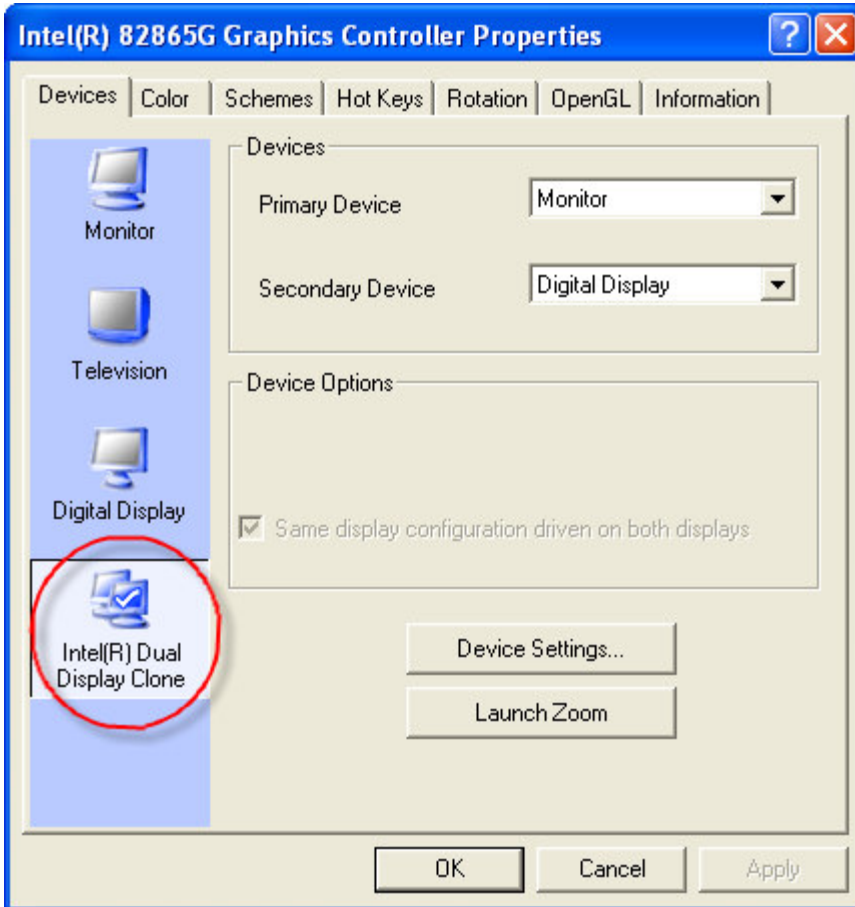 Intel(R) 82865G Graphics Controller Properties
Devices Color Schemes Hot Keys Rotation OpenGL Information
Monitor
Television
Digital Display
Intel(R) Dual
Display Clone
Devices
Primary Device Monitor
Secondary Device Digital Display
Device Options
Same display configuration driven on both displays
Device Settings...
Launch Zoom
OK Cancel Apply